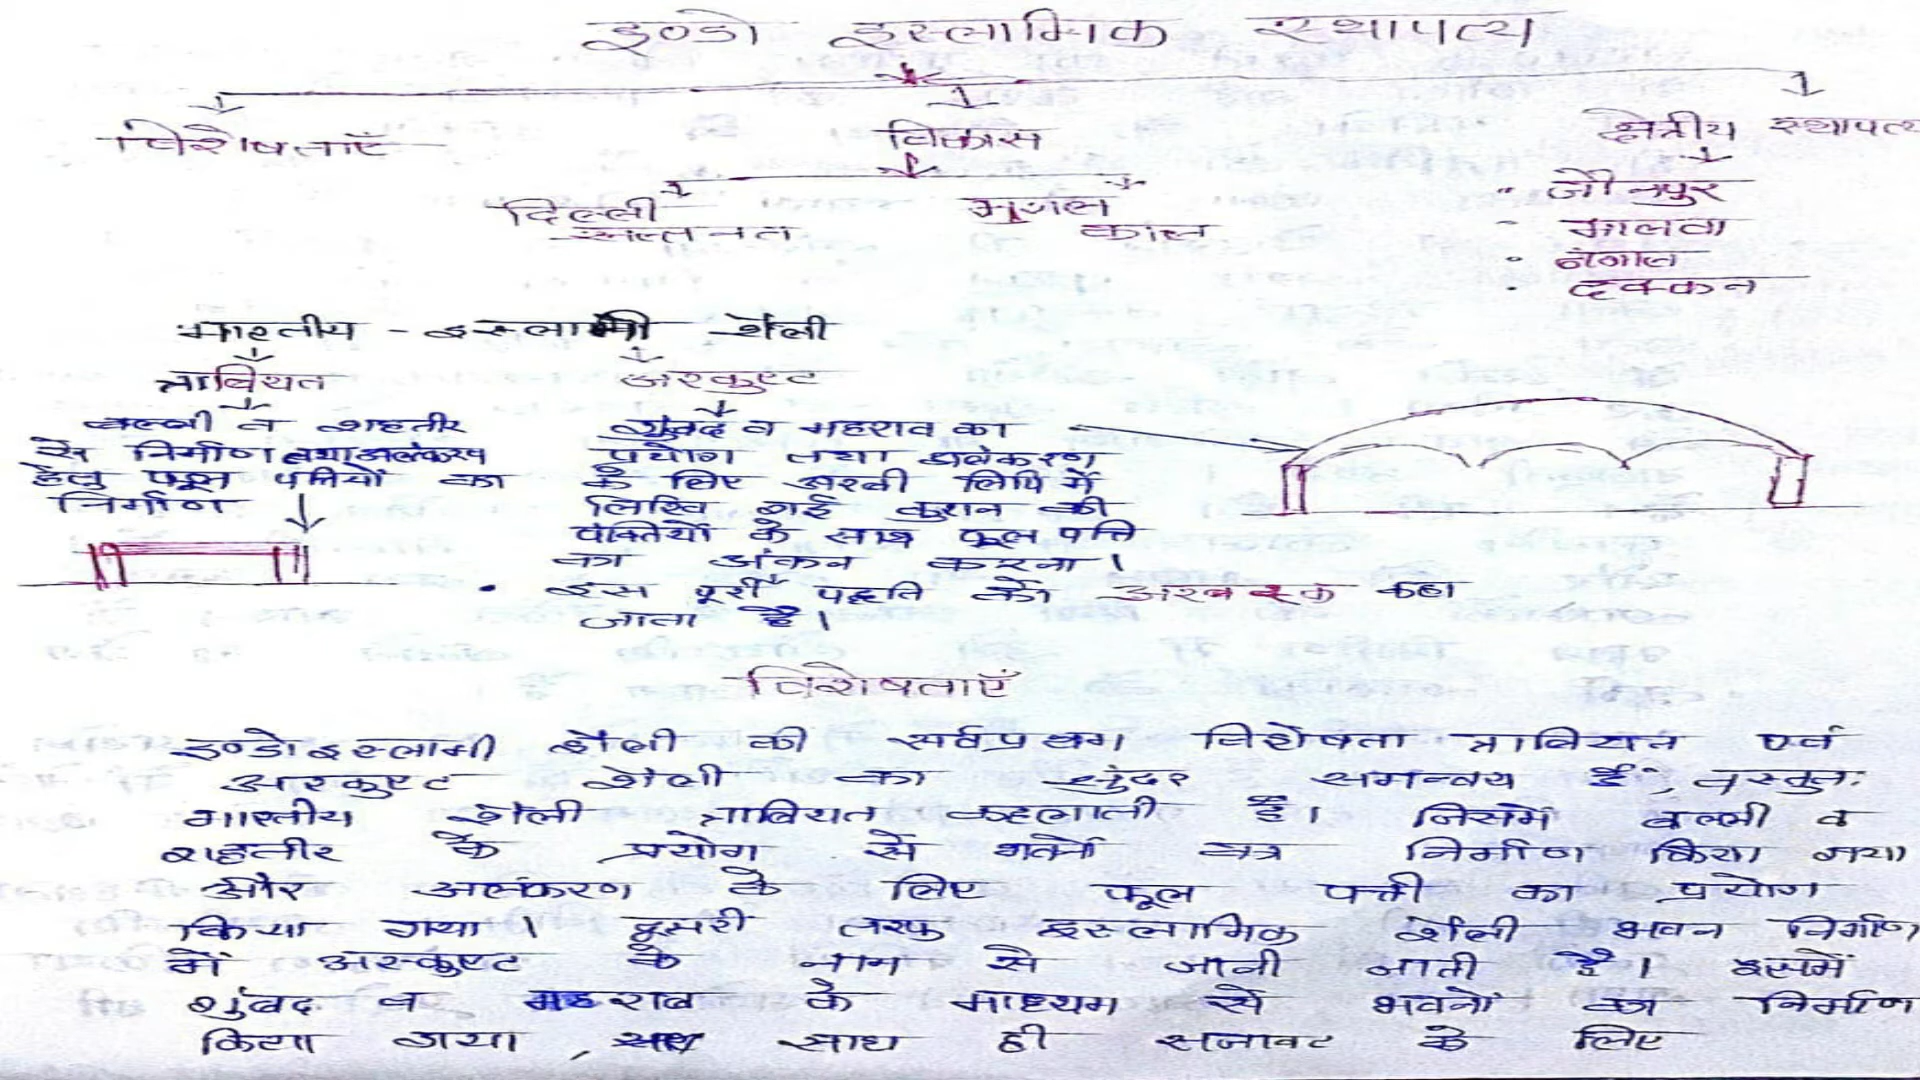 इण्डो इस्लामिक स्थापत्य
विशेषताएँ
विकास
क्षेत्रीय स्थापत्य
दिल्ली सल्तनत
मुगल काल
जौनपुर
मालवा
बंगाल
दक्कन
भारतीय - इस्लामी शैली
त्रावियत
अरकुएट
बल्ली व शहतीर
से निर्माण तथा अलंकरण
हेतु फूल पत्तियों का
निर्माण
गुंबद व महराव का
प्रयोग तथा अलंकरण
के लिए अरबी लिपि में
लिखि गई कुरान की
पंक्तियों के साथ फूल पत्ति
का अंकन करना।
• इस पूरी पद्दति को अरबस्क कहा
जाता है।
विशेषताएँ
इण्डो इस्लामी शैली की सर्वप्रथम विशेषता त्रावियत एवं
अरकुएट शैली का सुंदर समन्वय है, वस्तुतः
भारतीय शैली त्रावियत कहलाती है। जिसमें बल्ली व
शहतीर के प्रयोग से भवनों का निर्माण किया गया
और अलंकरण के लिए फूल पत्ती का प्रयोग
किया गया। दूसरी तरफ इस्लामिक शैली भवन निर्माण
में अरकुएट के नाम से जानी जाती है। इसमें
गुंबद व महराव के माध्यम से भवनों का निर्माण
किया गया, साथ ही सजावट के लिए